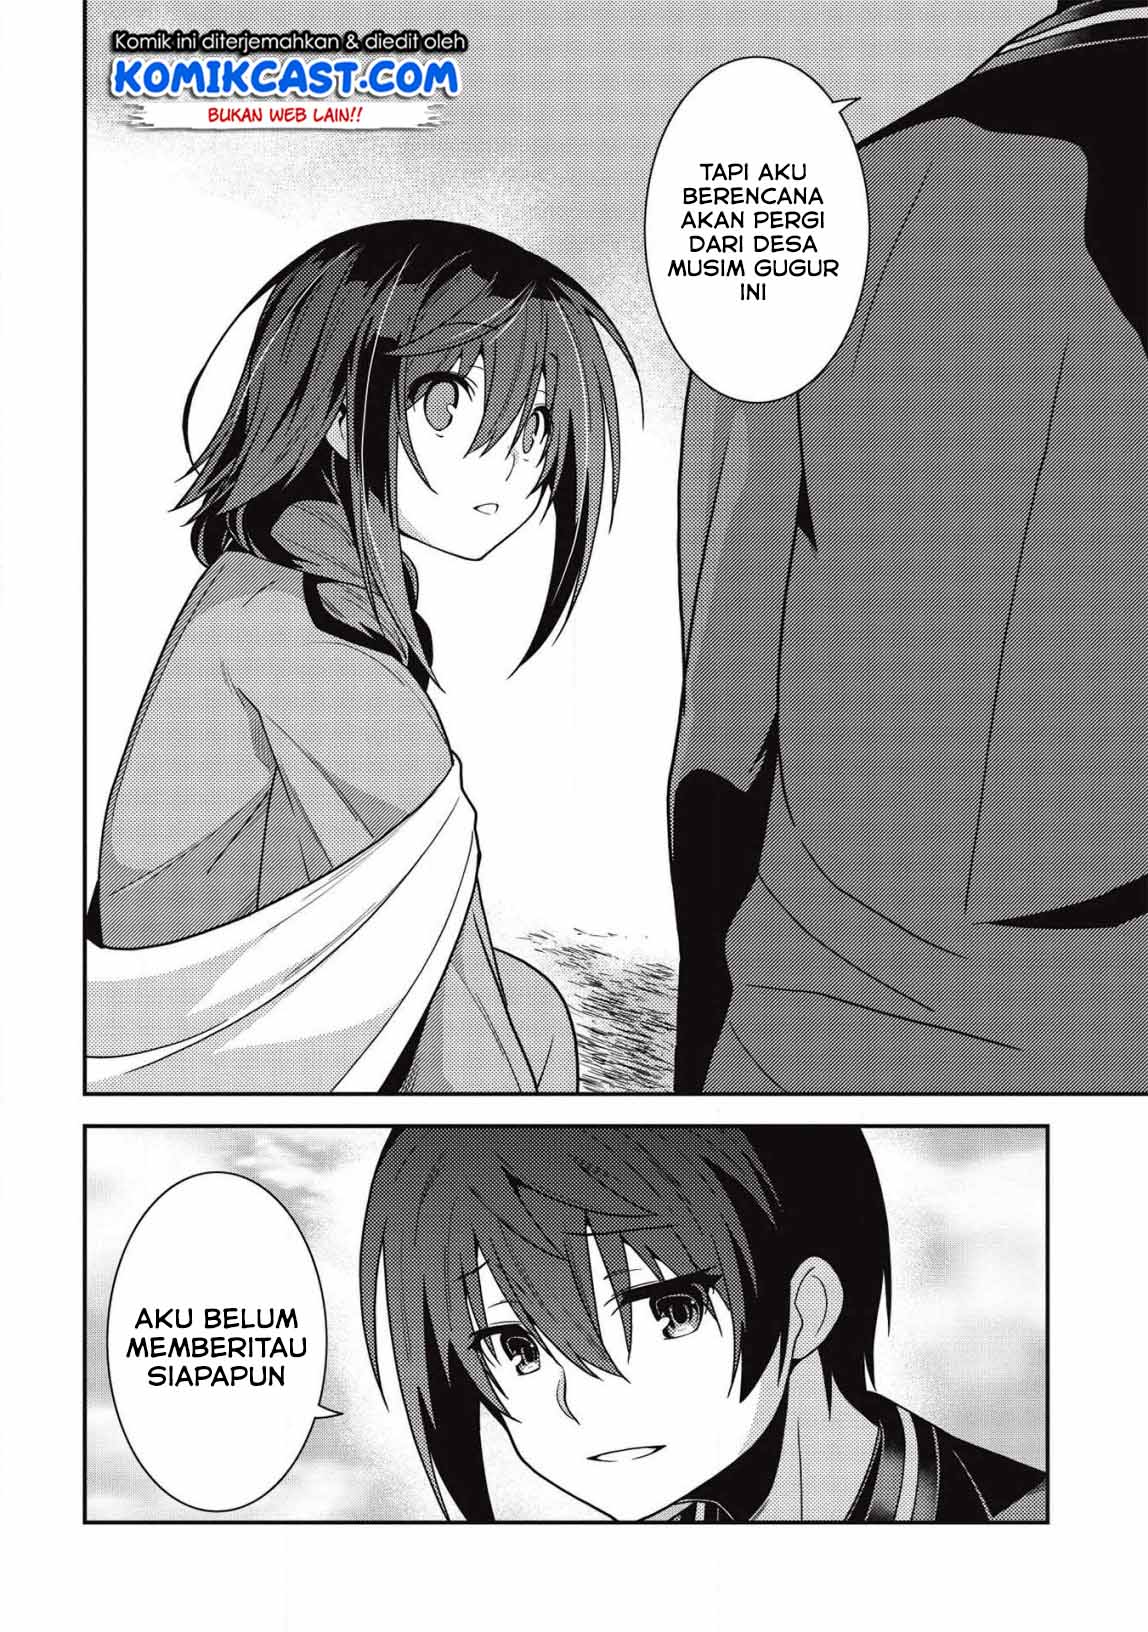 Komik ini diterjemahkan & diedit oleh
KOMIKCAST.COM
BUKAN WEB LAIN!!
TAPI AKU
BERENCANA
AKAN PERGI
DARI DESA
MUSIM GUGUR
INI
AKU BELUM
MEMBERITAU
SIAPAPUN